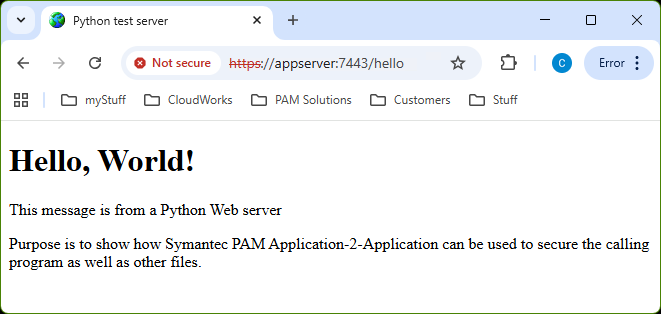 Python test server
Not secure https://appserver:7443/hello C Error
myStuff CloudWorks PAM Solutions Customers Stuff
Hello, World!
This message is from a Python Web server
Purpose is to show how Symantec PAM Application-2-Application can be used to secure the calling
program as well as other files.